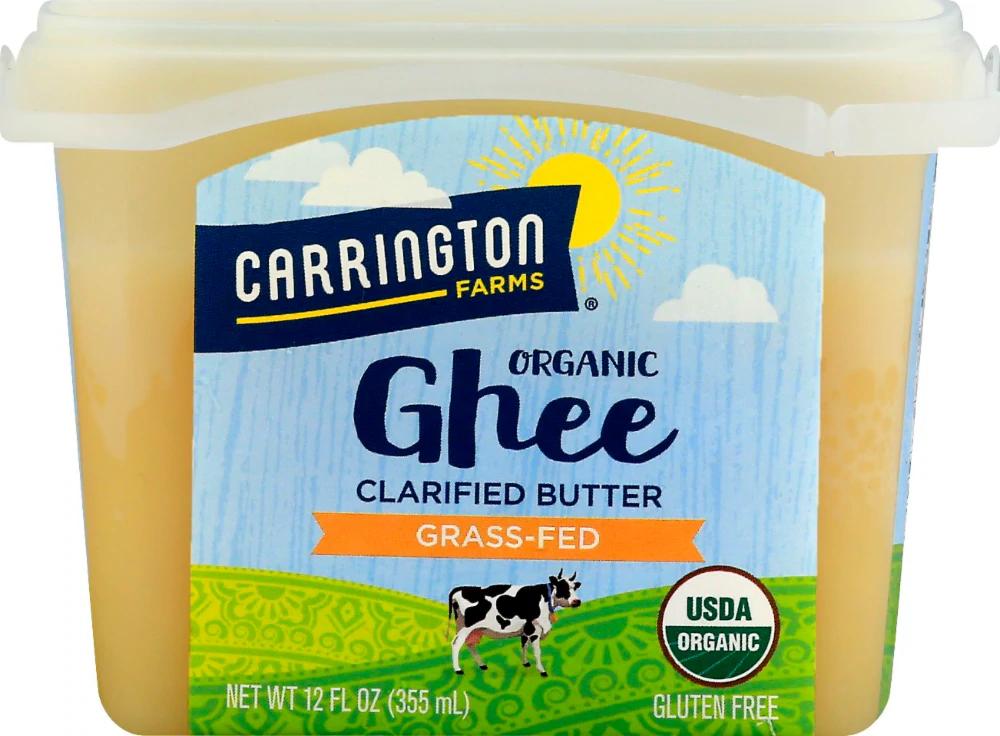 CARRINGTON
FARMS
®
ORGANIC
Ghee
CLARIFIED BUTTER
GRASS-FED
USDA
ORGANIC
NET WT 12 FL OZ (355 mL)
GLUTEN FREE